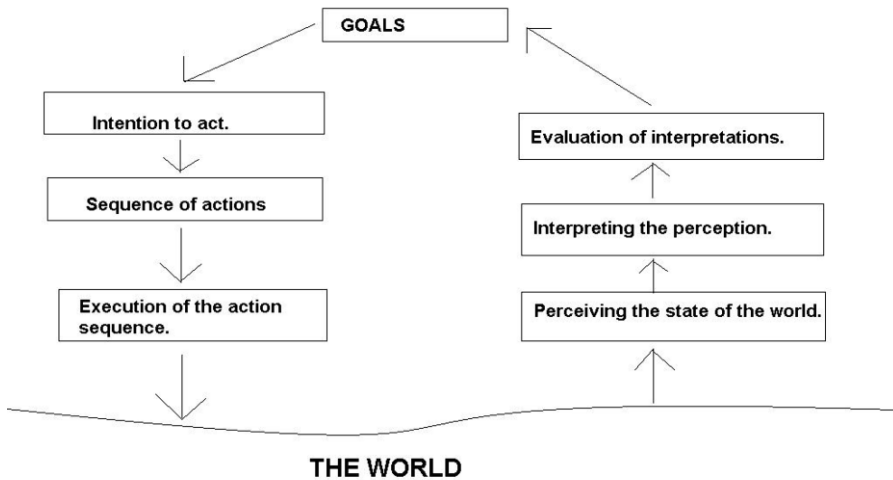 GOALS
Intention to act.
Sequence of actions
Execution of the action
sequence.
Evaluation of interpretations.
Interpreting the perception.
Perceiving the state of the world.
THE WORLD